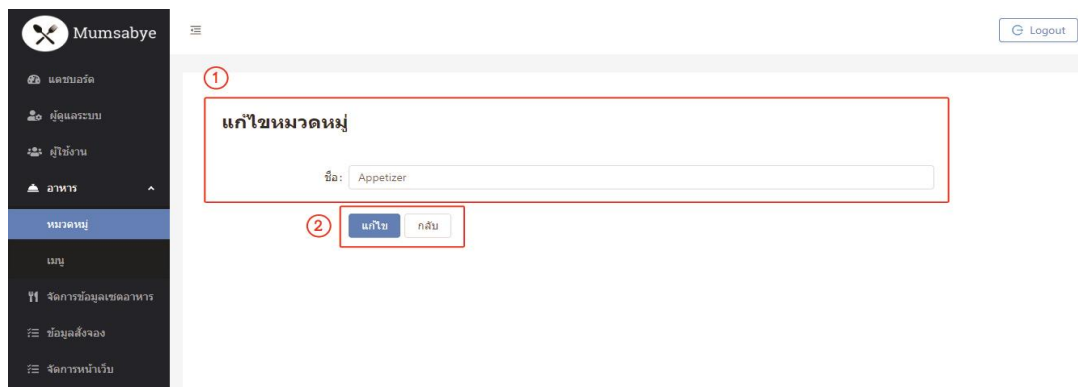 Mumsabye
Logout
แดชบอร์ด
ผู้ดูแลระบบ
ผู้ใช้งาน
อาหาร
หมวดหมู่
เมนู
จัดการข้อมูลเซตอาหาร
ข้อมูลสั่งจอง
จัดการหน้าเว็บ
1
แก้ไขหมวดหมู่
ชื่อ: Appetizer
2
แก้ไข กลับ